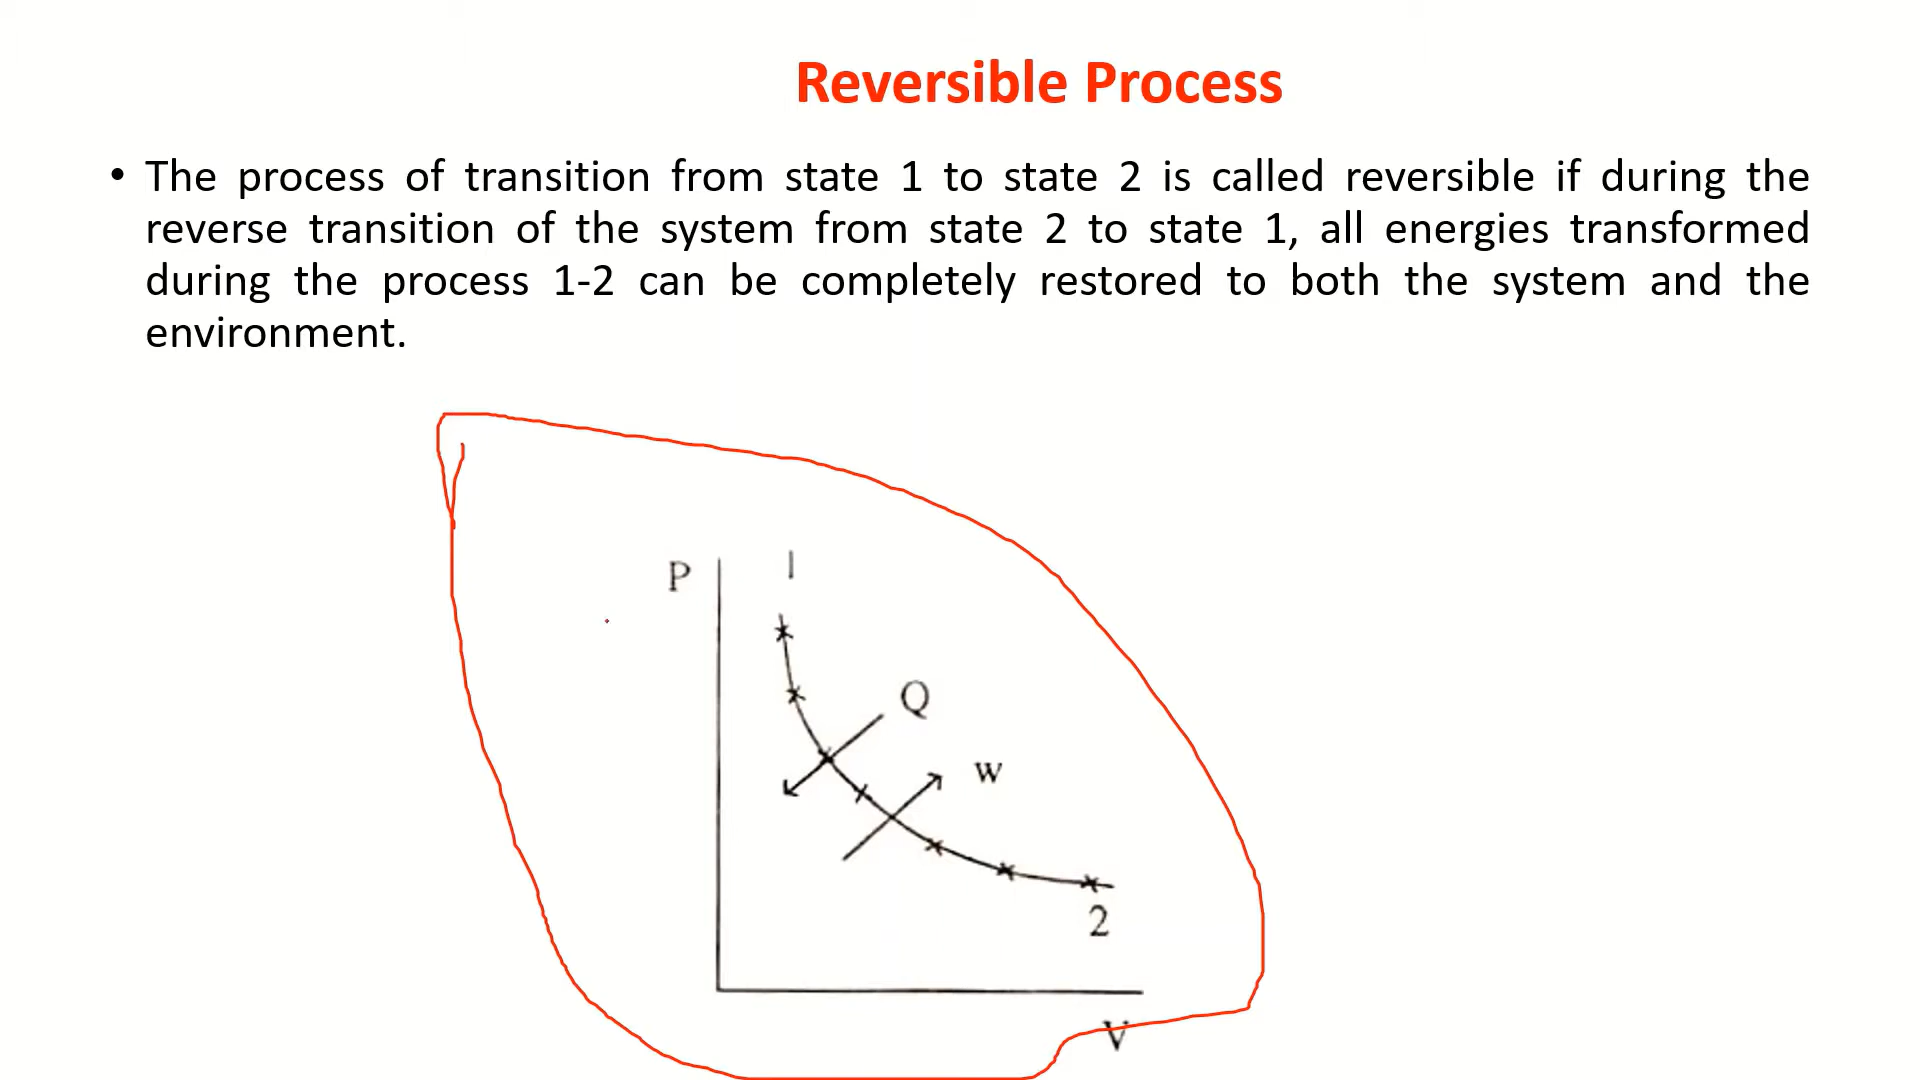 Reversible Process
• The process of transition from state 1 to state 2 is called reversible if during the
reverse transition of the system from state 2 to state 1, all energies transformed
during the process 1-2 can be completely restored to both the system and the
environment.
P
1
Q
w
2
V